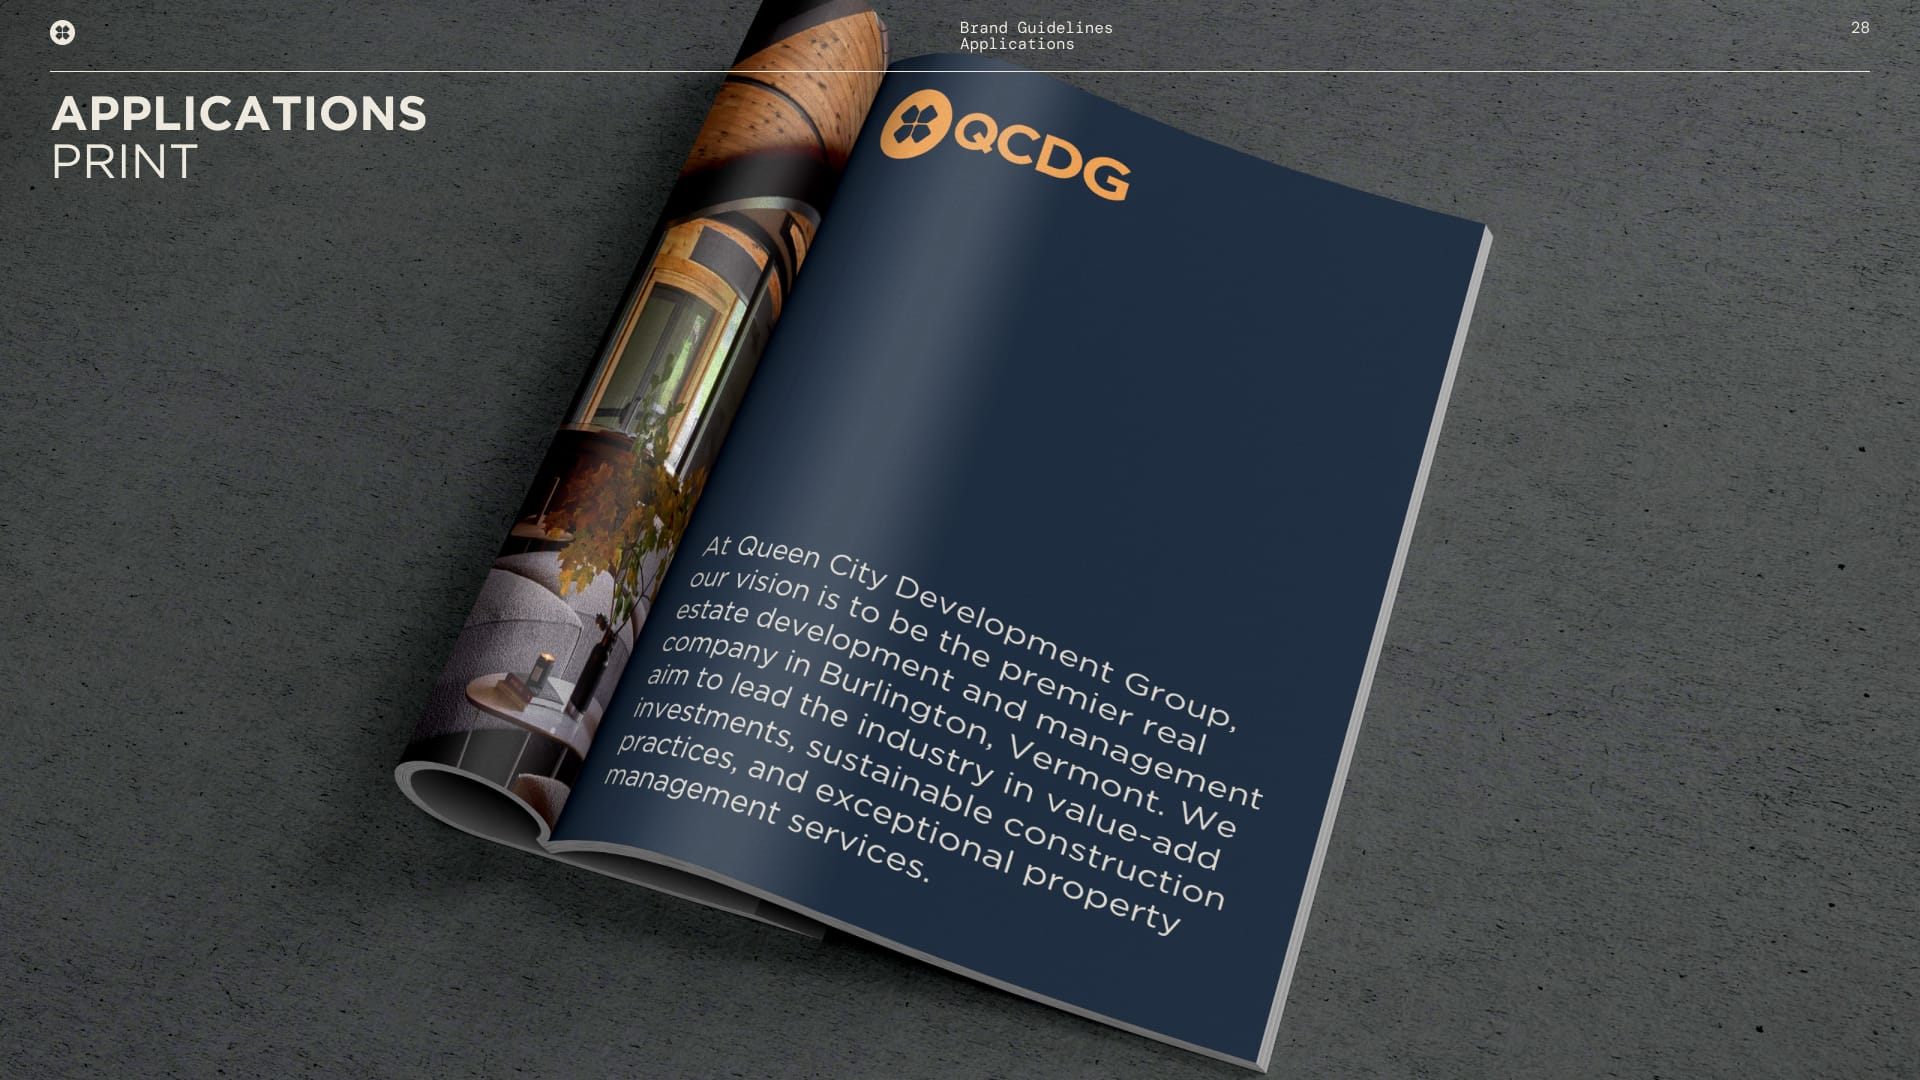 Brand Guidelines
Applications
28
APPLICATIONS
PRINT
QCDG
At Queen City Development Group,
our vision is to be the premier real
estate development and management
company in Burlington, Vermont. We
aim to lead the industry in value-add
investments, sustainable construction
practices, and exceptional property
management services.